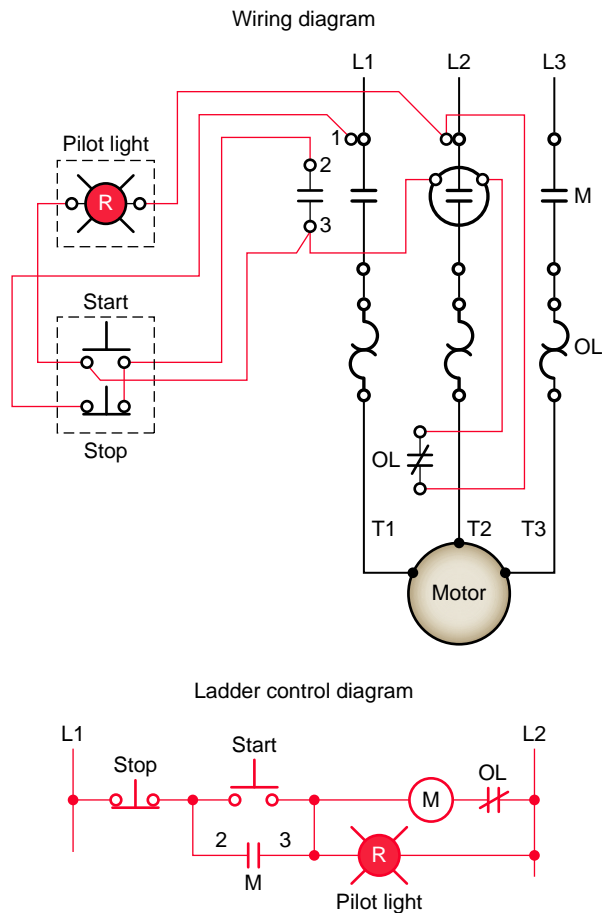 Wiring diagram
L1 L2 L3
1
Pilot light
2
R
M
3
Start
OL
Stop
OL
T1 T2 T3
Motor
Ladder control diagram
L1 L2
Stop Start OL
M
2 3
R
M
Pilot light